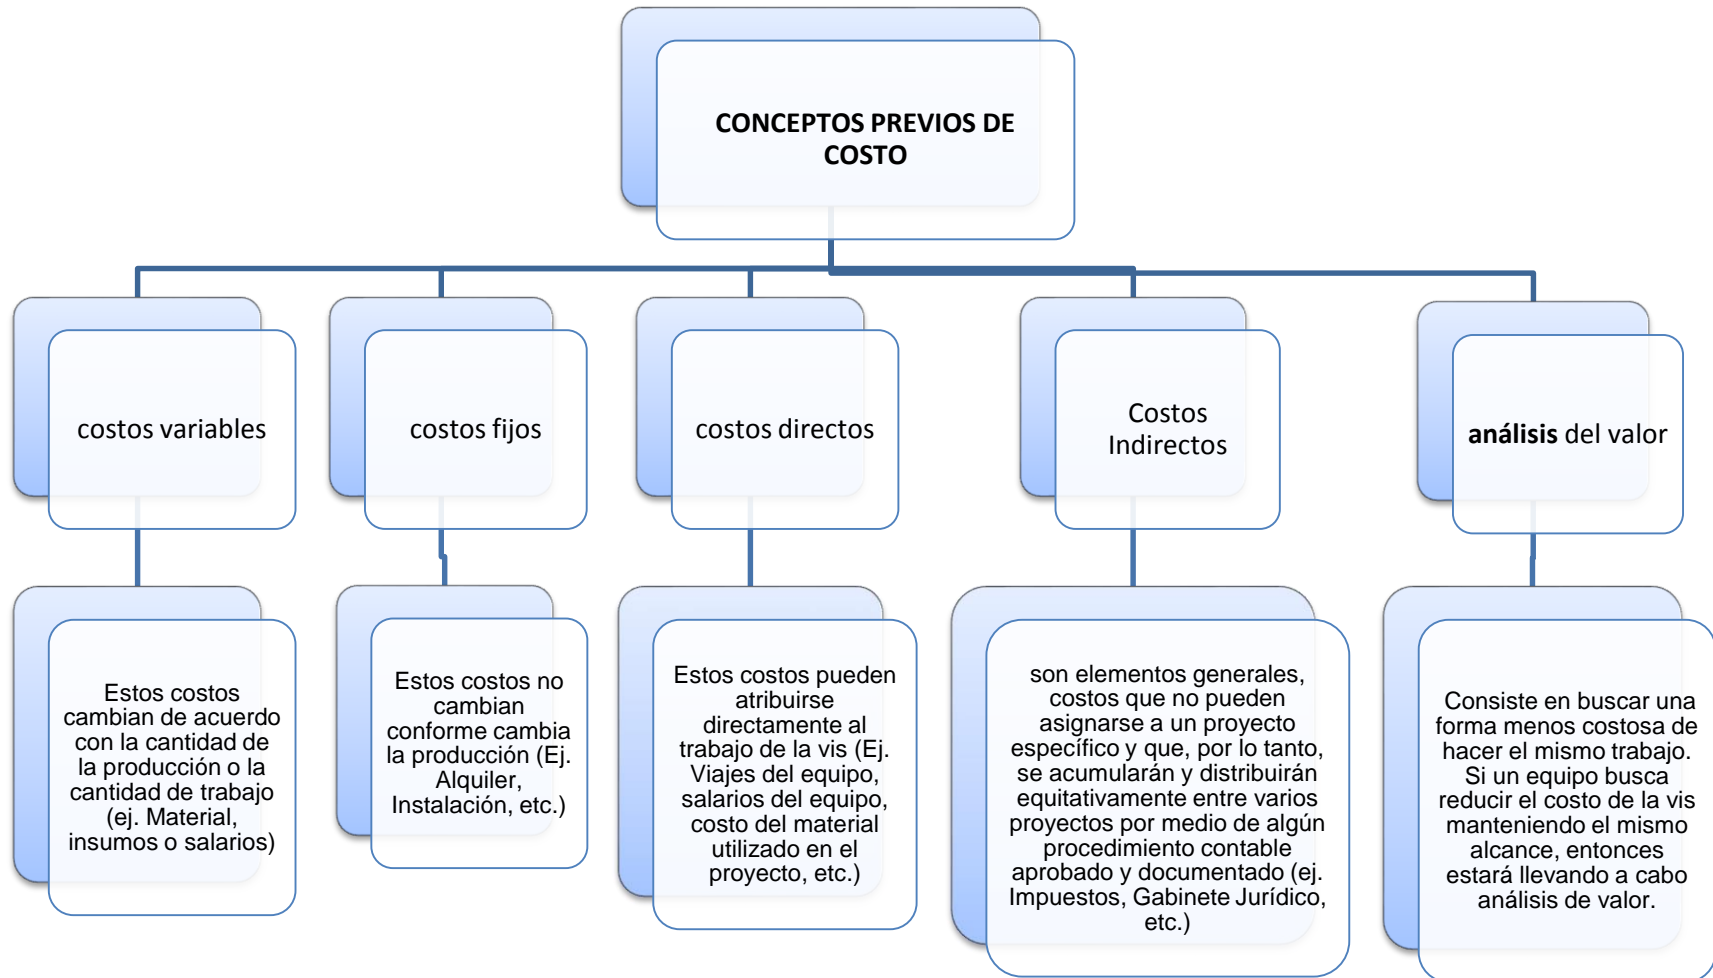 CONCEPTOS PREVIOS DE
COSTO
costos variables
costos fijos
costos directos
Costos
Indirectos
análisis del valor
Estos costos
cambian de acuerdo
con la cantidad de
la producción o la
cantidad de trabajo
(ej. Material,
insumos o salarios)
Estos costos no
cambian
conforme cambia
la producción (Ej.
Alquiler,
Instalación, etc.)
Estos costos pueden
atribuirse
directamente al
trabajo de la vis (Ej.
Viajes del equipo,
salarios del equipo,
costo del material
utilizado en el
proyecto, etc.)
son elementos generales,
costos que no pueden
asignarse a un proyecto
específico y que, por lo tanto,
se acumularán y distribuirán
equitativamente entre varios
proyectos por medio de algún
procedimiento contable
aprobado y documentado (ej.
Impuestos, Gabinete Jurídico,
etc.)
Consiste en buscar una
forma menos costosa de
hacer el mismo trabajo.
Si un equipo busca
reducir el costo de la vis
manteniendo el mismo
alcance, entonces
estará llevando a cabo
análisis de valor.